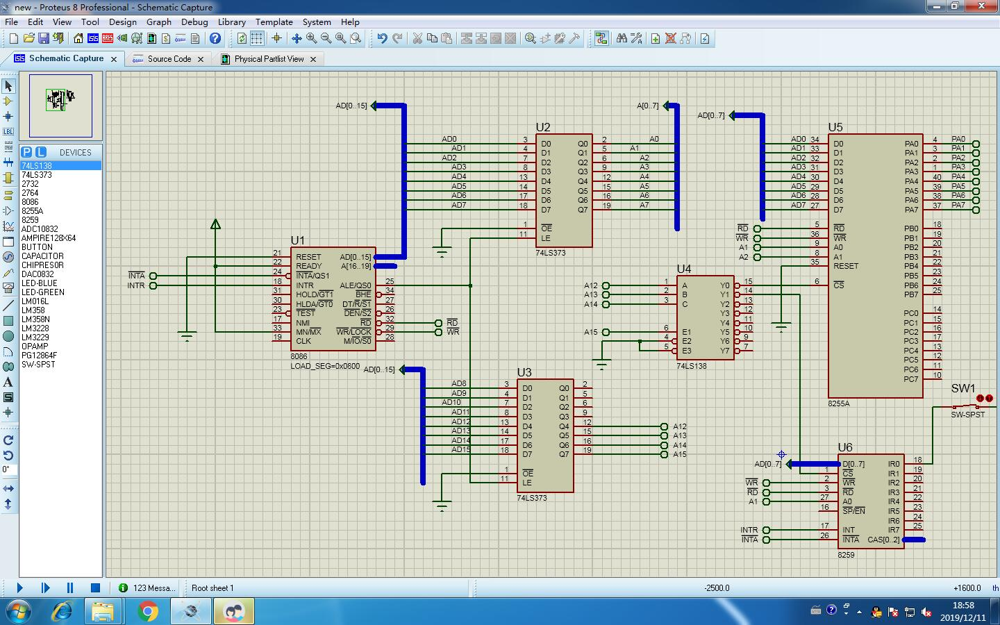 new - Proteus 8 Professional - Schematic Capture
File Edit View Tool Design Graph Debug Library Template System Help
Schematic Capture
Source Code
Physical Partlist View
P L DEVICES
74LS138
74LS373
2732
2764
8086
8255A
8259
ADC10832
AMPIRE128X64
BUTTON
CAPACITOR
CHIPRESOR
DAC0832
LED-BLUE
LED-GREEN
LM016L
LM358
LM358N
LM3228
LM3229
OPAMP
PG12864F
SW-SPST
0°
AD[0..15]
U2
AD0 3 D0 Q0 2 A0
AD1 4 D1 Q1 5 A1
AD2 7 D2 Q2 6 A2
AD3 8 D3 Q3 9 A3
AD4 13 D4 Q4 12 A4
AD5 14 D5 Q5 15 A5
AD6 17 D6 Q6 16 A6
AD7 18 D7 Q7 19 A7
1 OE
11 LE
74LS373
A[0..7]
AD[0..7]
U5
AD0 34 D0 PA0 4 PA0
AD1 33 D1 PA1 3 PA1
AD2 32 D2 PA2 2 PA2
AD3 31 D3 PA3 1 PA3
AD4 30 D4 PA4 40 PA4
AD5 29 D5 PA5 39 PA5
AD6 28 D6 PA6 38 PA6
AD7 27 D7 PA7 37 PA7
RD 5 RD PB0 18
WR 36 WR PB1 19
A1 9 A0 PB2 20
A2 8 A1 PB3 21
35 RESET PB4 22
PB5 23
6 CS PB6 24
PB7 25
PC0 14
PC1 15
PC2 16
PC3 17
PC4 13
PC5 12
PC6 11
PC7 10
8255A
U1
21 RESET AD[0..15]
22 READY A[16..19]
INTA 24 INTA/QS1
INTR 18 INTR ALE/QS0 25
31 HOLD/GT1 BHE 34
30 HLDA/GT0 DT/R/S1 27
23 TEST DEN/S2 26
17 NMI RD 32 RD
33 MN/MX WR/LOCK 29 WR
19 CLK M/IO/S0 28
8086
LOAD_SEG=0x0800
U4
A12 1 A Y0 15
A13 2 B Y1 14
A14 3 C Y2 13
Y3 12
Y4 11
A15 6 E1 Y5 10
4 E2 Y6 9
5 E3 Y7 7
74LS138
AD[0..15]
U3
AD8 3 D0 Q0 2
AD9 4 D1 Q1 5
AD10 7 D2 Q2 6
AD11 8 D3 Q3 9
AD12 13 D4 Q4 12 A12
AD13 14 D5 Q5 15 A13
AD14 17 D6 Q6 16 A14
AD15 18 D7 Q7 19 A15
1 OE
11 LE
74LS373
SW1
SW-SPST
U6
AD[0..7] D[0..7] IR0 18
1 CS IR1 19
WR 2 WR IR2 20
RD 3 RD IR3 21
A1 27 A0 IR4 22
16 SP/EN IR5 23
IR6 24
INTR 17 INT IR7 25
INTA 26 INTA CAS[0..2]
8259
123 Messa...
Root sheet 1
-2500.0
+1600.0
th
18:58
2019/12/11